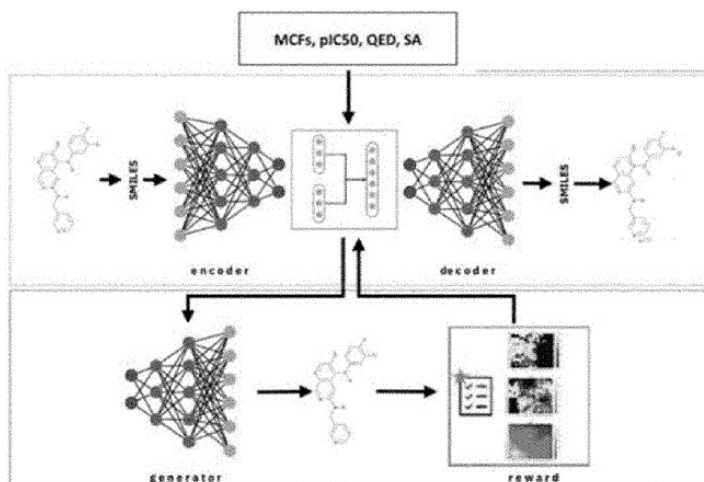 MCFs, pIC50, QED, SA
SMILES
SMILES
encoder
decoder
generator
reward